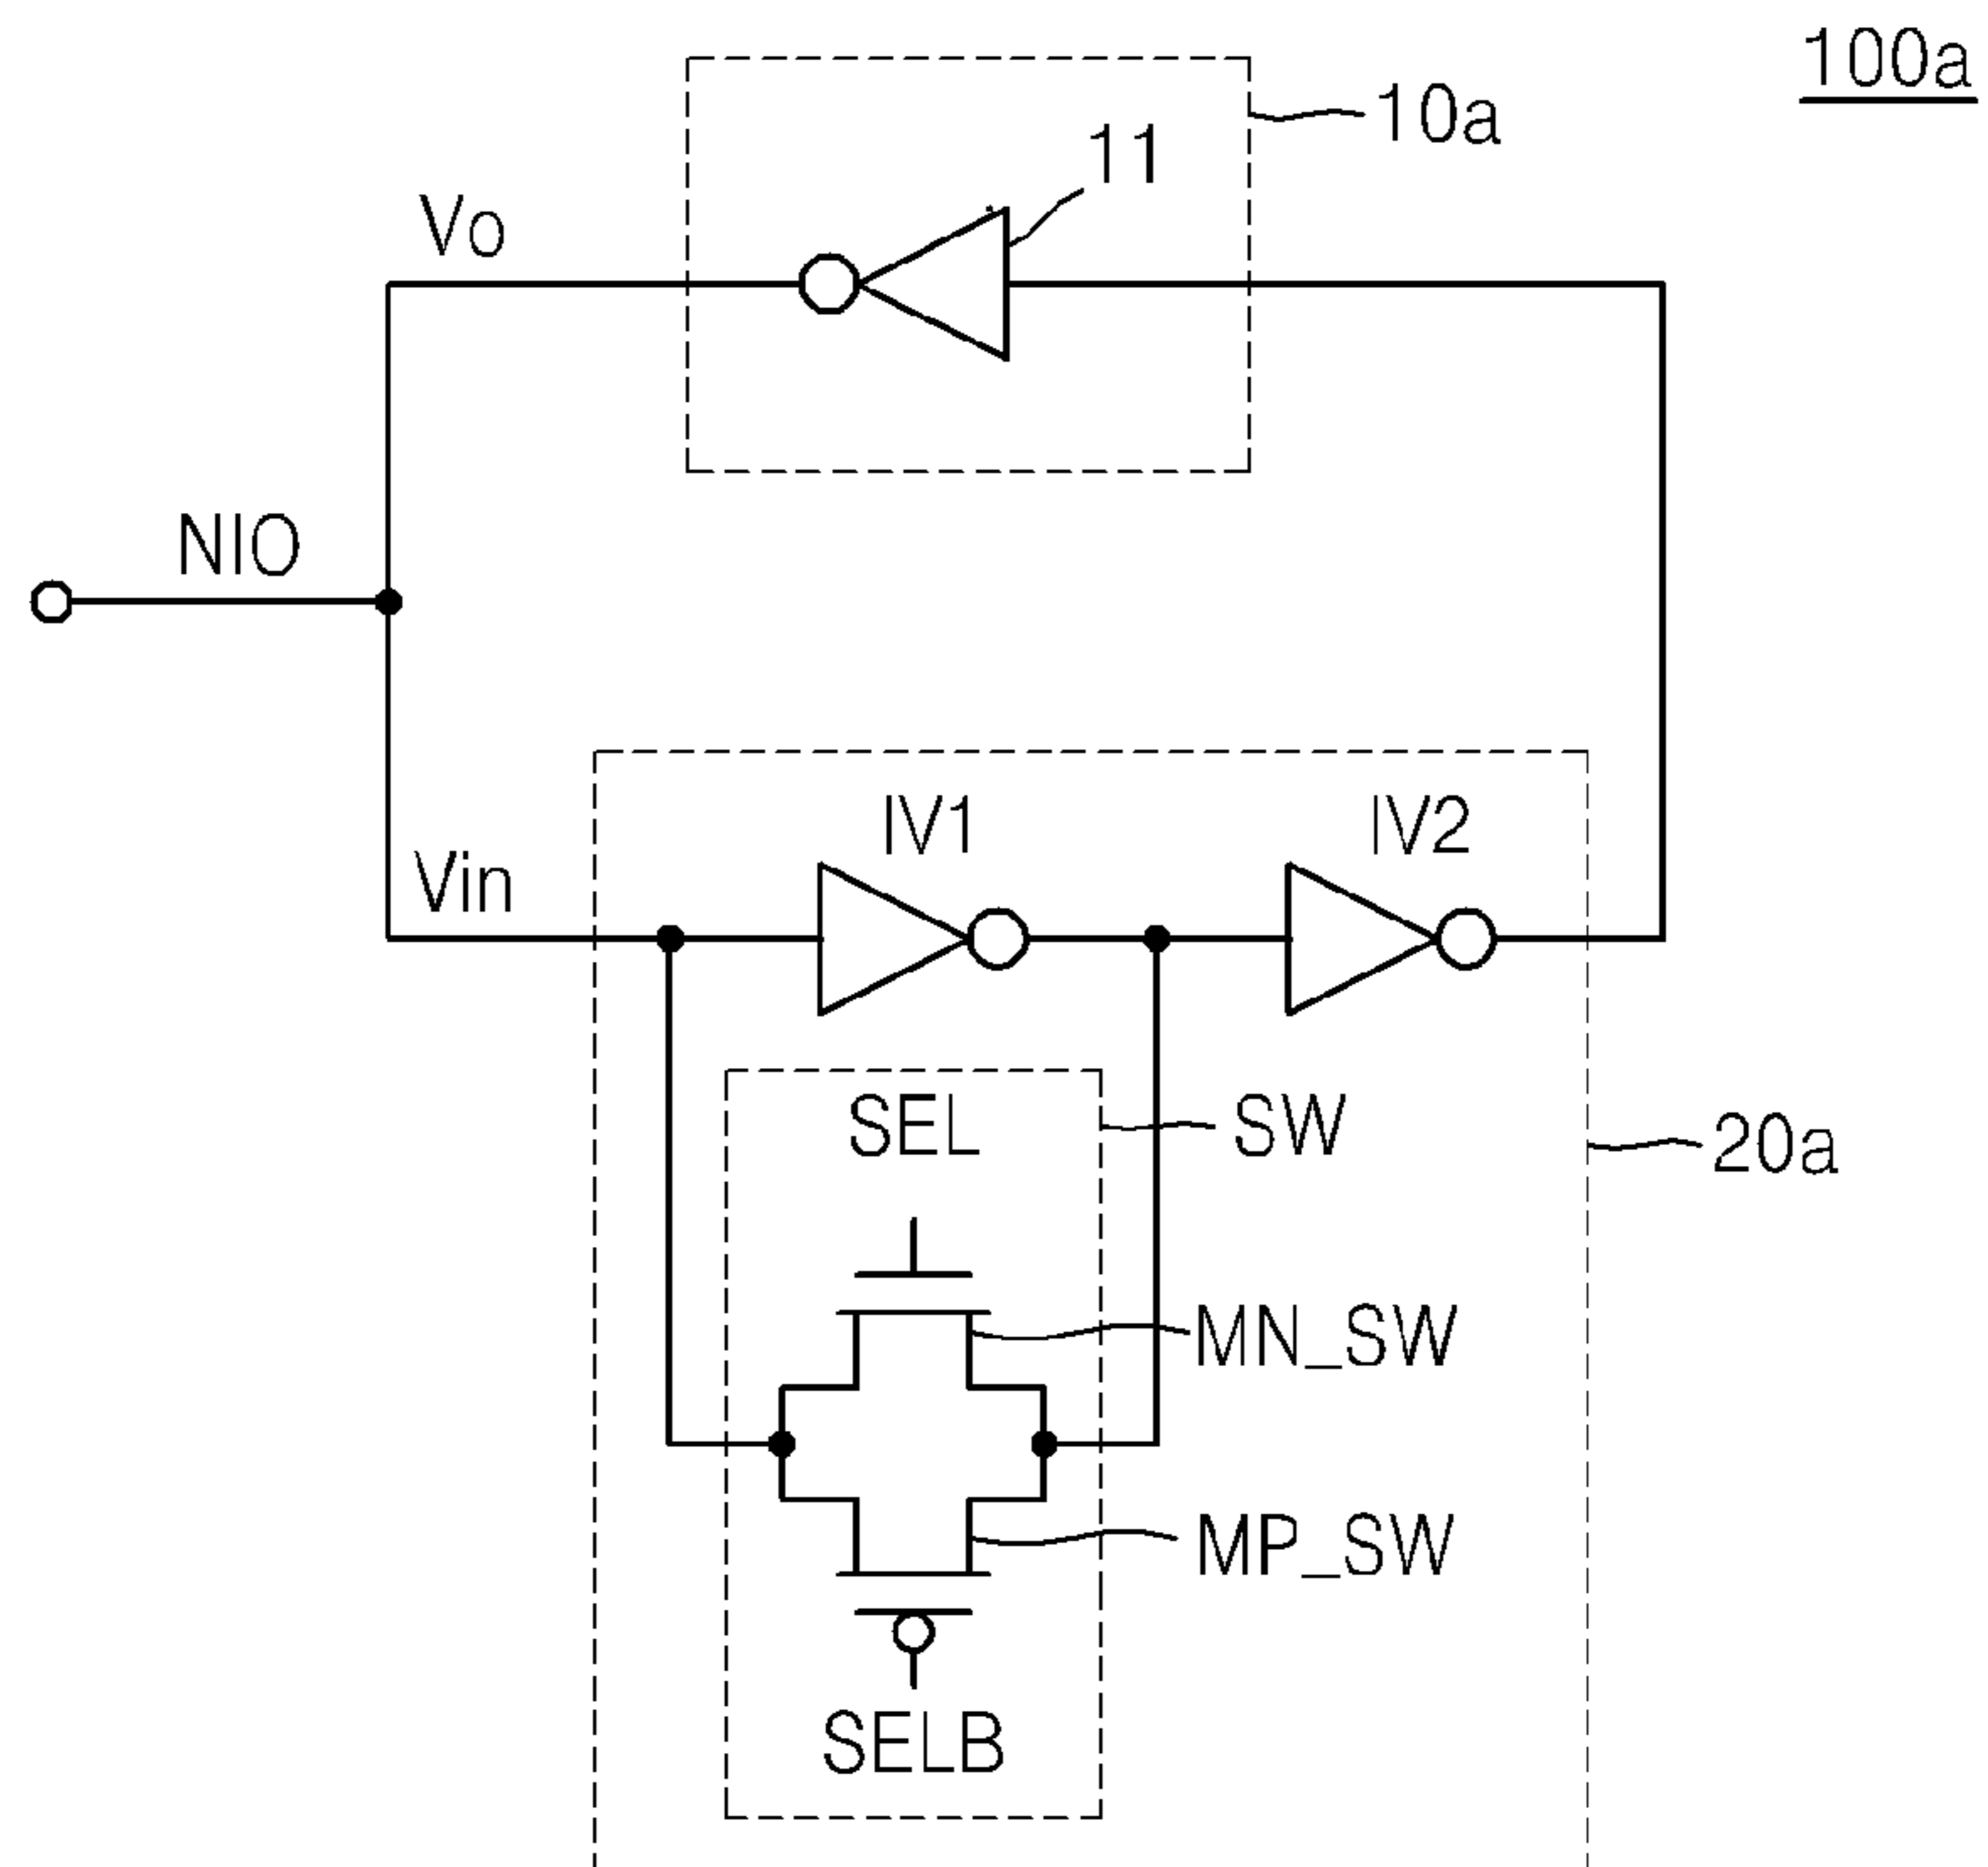 100a
10a
11
Vo
NIO
IV1
IV2
Vin
SEL
SW
20a
MN_SW
MP_SW
SELB